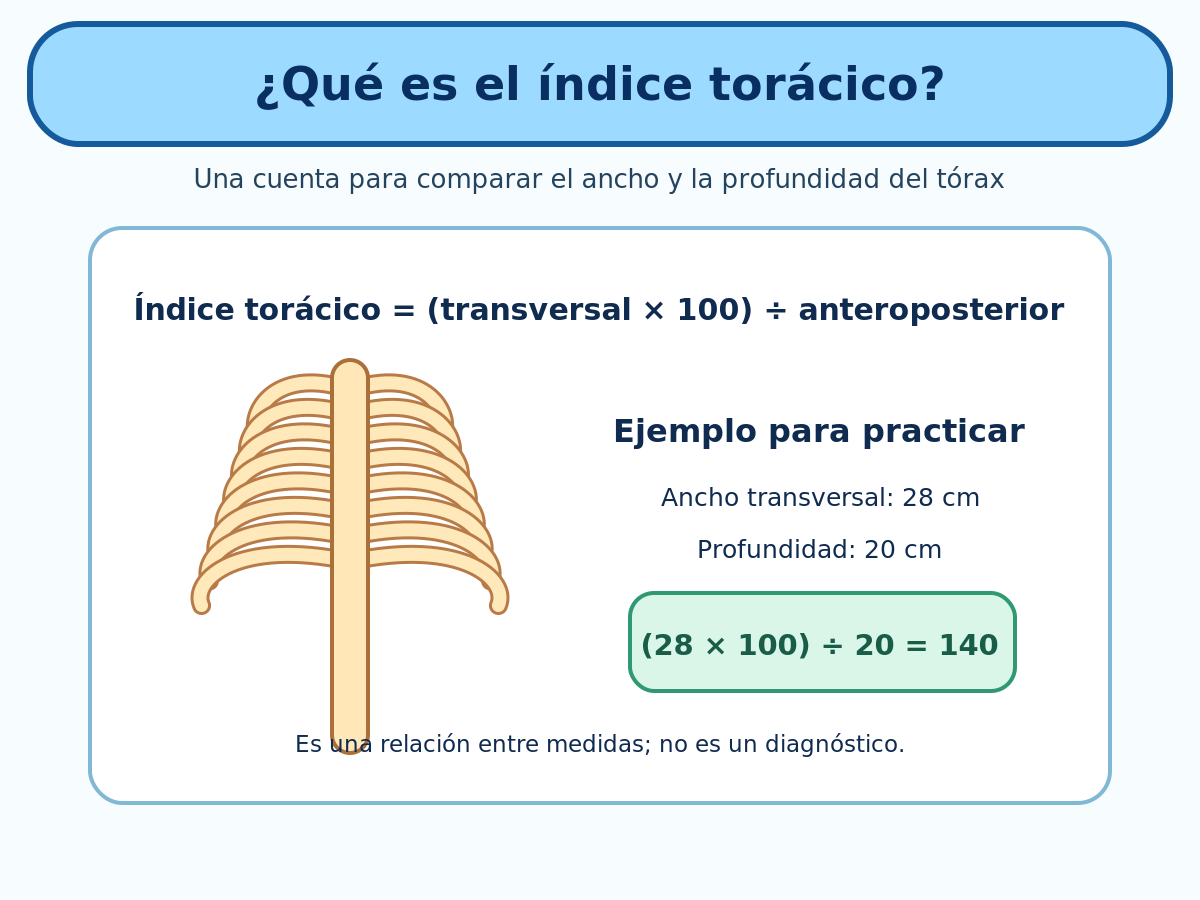 ¿Qué es el índice torácico?
Una cuenta para comparar el ancho y la profundidad del tórax
Índice torácico = (transversal × 100) ÷ anteroposterior
Ejemplo para practicar
Ancho transversal: 28 cm
Profundidad: 20 cm
(28 × 100) ÷ 20 = 140
Es una relación entre medidas; no es un diagnóstico.